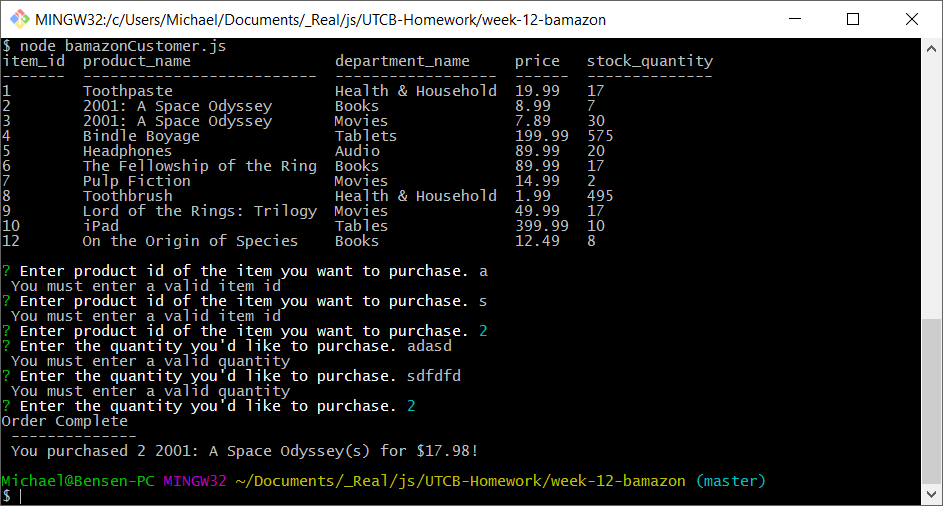 MINGW32:/c/Users/Michael/Documents/_Real/js/UTCB-Homework/week-12-bamazon
$ node bamazonCustomer.js
item_id  product_name                department_name     price   stock_quantity
-------  --------------------------  ------------------  ------  --------------
1        Toothpaste                  Health & Household  19.99   17
2        2001: A Space Odyssey       Books               8.99    7
3        2001: A Space Odyssey       Movies              7.89    30
4        Bindle Boyage               Tablets             199.99  575
5        Headphones                  Audio               89.99   20
6        The Fellowship of the Ring  Books               89.99   17
7        Pulp Fiction                Movies              14.99   2
8        Toothbrush                  Health & Household  1.99    495
9        Lord of the Rings: Trilogy  Movies              49.99   17
10       iPad                        Tables              399.99  10
12       On the Origin of Species    Books               12.49   8
? Enter product id of the item you want to purchase. a
You must enter a valid item id
? Enter product id of the item you want to purchase. s
You must enter a valid item id
? Enter product id of the item you want to purchase. 2
? Enter the quantity you'd like to purchase. adasd
You must enter a valid quantity
? Enter the quantity you'd like to purchase. sdfdfd
You must enter a valid quantity
? Enter the quantity you'd like to purchase. 2
Order Complete
--------------
You purchased 2 2001: A Space Odyssey(s) for $17.98!
Michael@Bensen-PC MINGW32 ~/Documents/_Real/js/UTCB-Homework/week-12-bamazon (master)
$